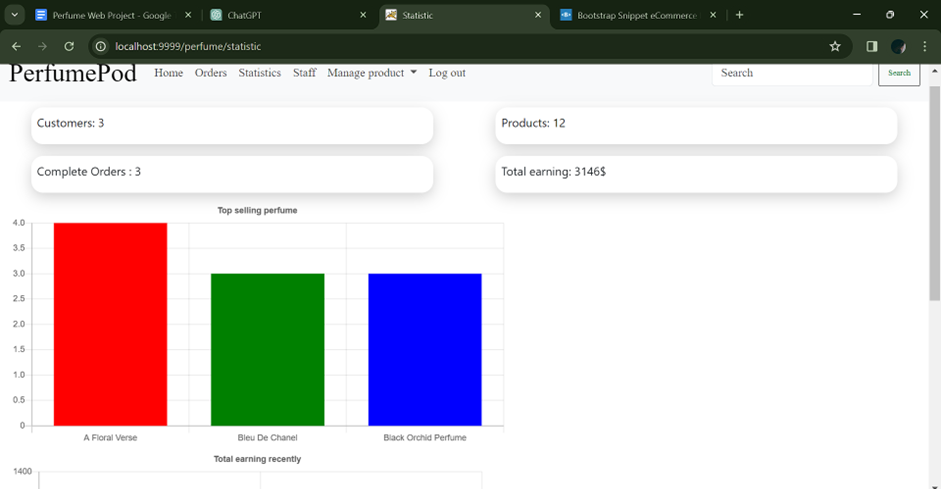 Perfume Web Project - Google
ChatGPT
Statistic
Bootstrap Snippet eCommerce
localhost:9999/perfume/statistic
PerfumePod Home Orders Statistics Staff Manage product Log out Search Search
Customers: 3
Products: 12
Complete Orders : 3
Total earning: 3146$
Top selling perfume
4.0
3.5
3.0
2.5
2.0
1.5
1.0
0.5
0
A Floral Verse Bleu De Chanel Black Orchid Perfume
Total earning recently
1400